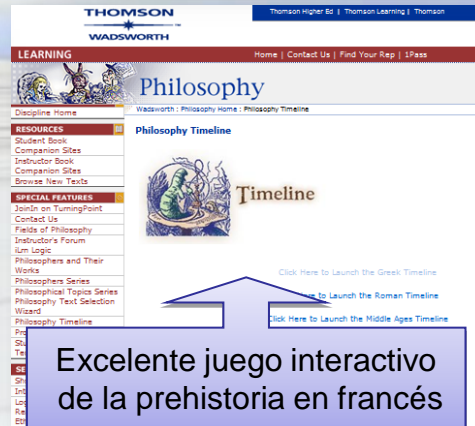 THOMSON
WADSWORTH
Thomson Higher Ed | Thomson Learning | Thomson
LEARNING
Home | Contact Us | Find Your Rep | 1Pass
Philosophy
Discipline Home
Wadsworth : Philosophy Home : Philosophy Timeline
RESOURCES
Student Book
Companion Sites
Instructor Book
Companion Sites
Browse New Texts
SPECIAL FEATURES
JoinIn on TurningPoint
Contact Us
Fields of Philosophy
Instructor's Forum
iLrn Logic
Philosophers and Their
Works
Philosophers Series
Philosophical Topics Series
Philosophy Text Selection
Wizard
Philosophy Timeline
Philosophy Timeline
Timeline
Click Here to Launch the Greek Timeline
to Launch the Roman Timeline
Click Here to Launch the Middle Ages Timeline
Excelente juego interactivo
de la prehistoria en francés